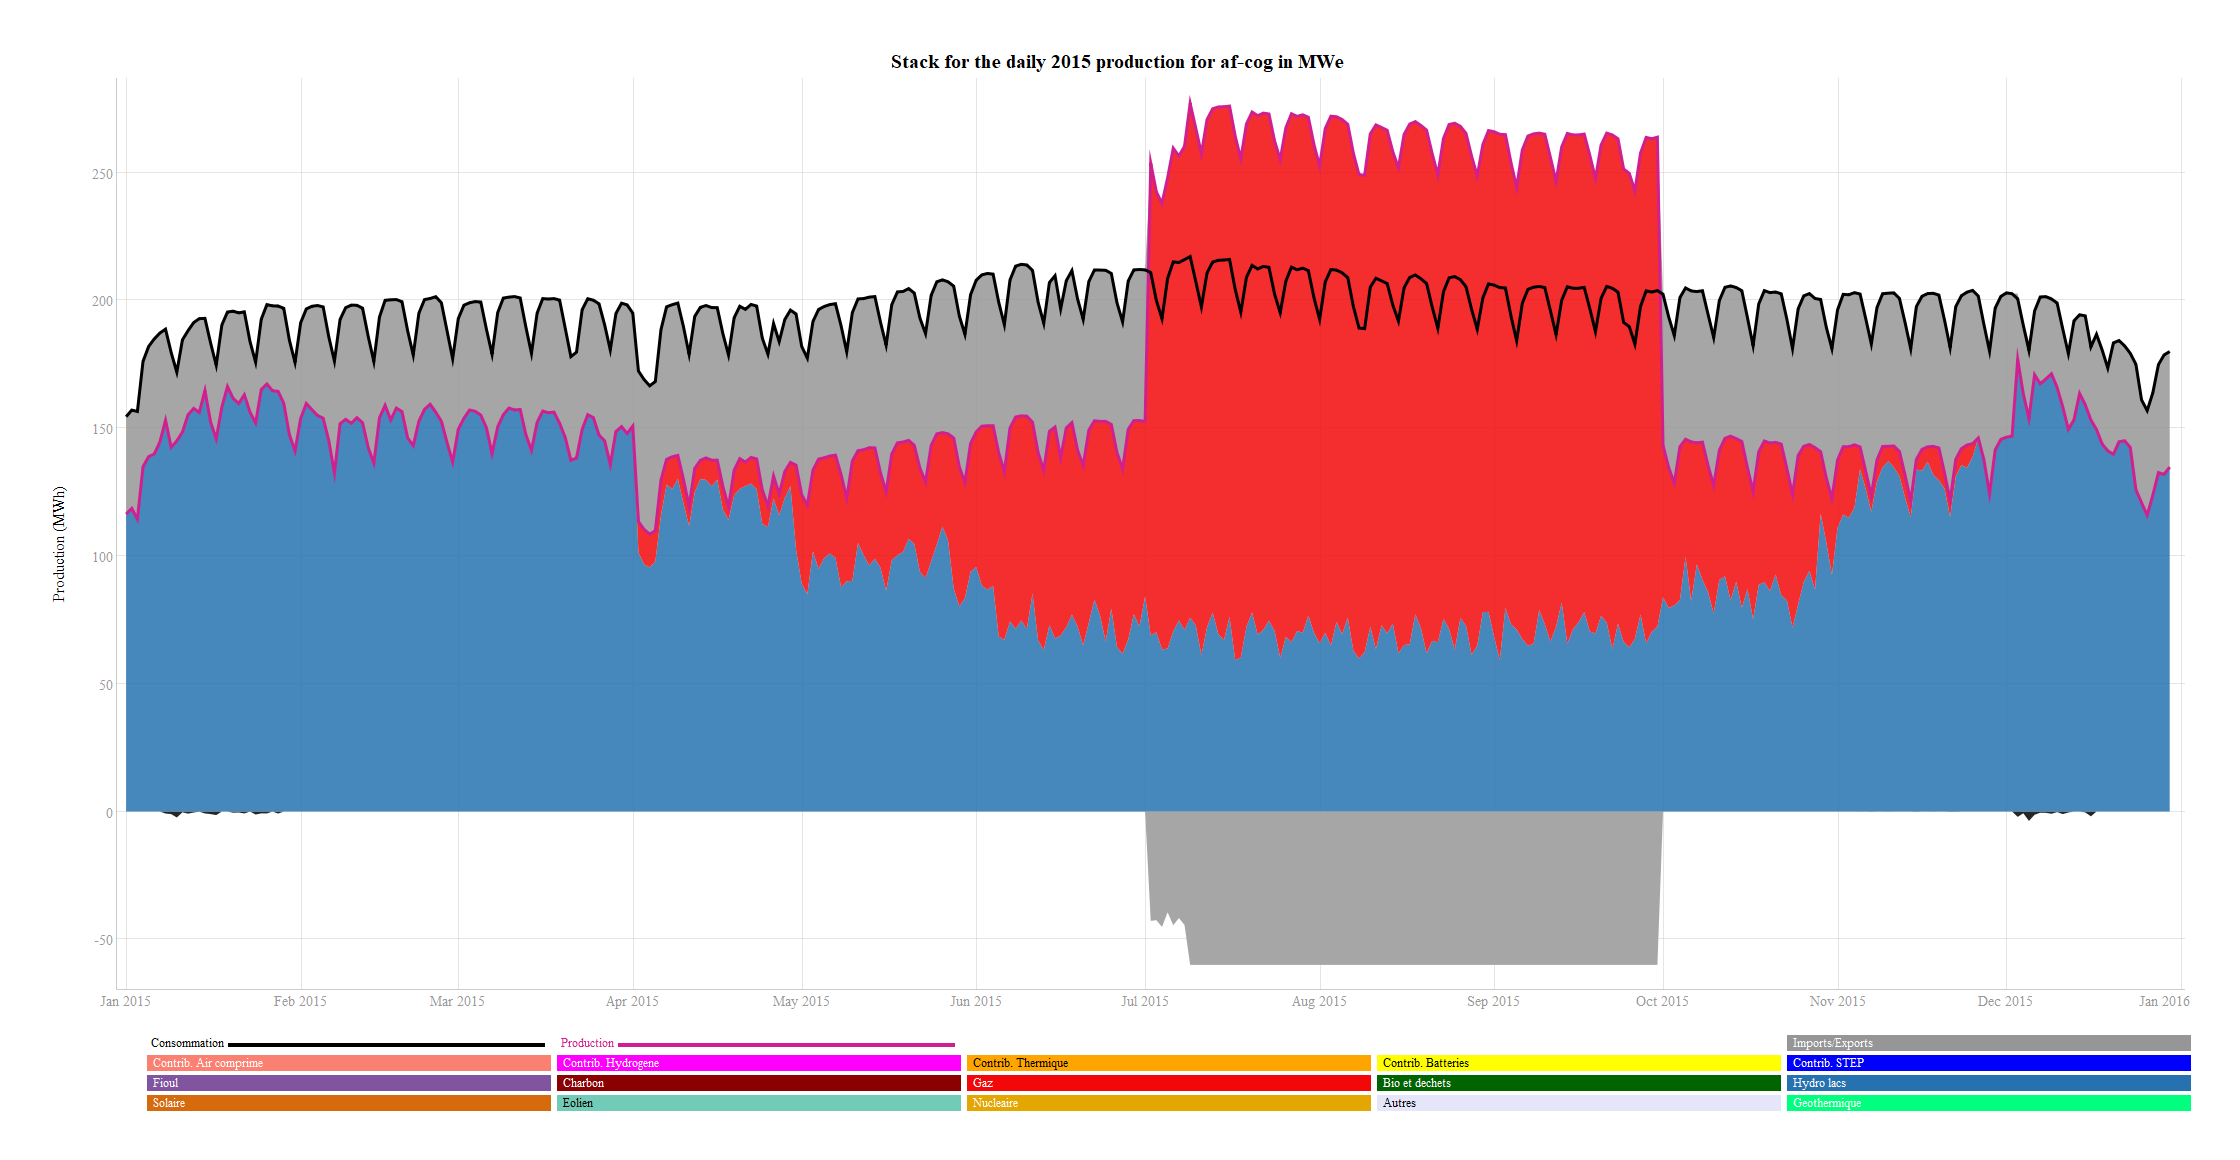 Stack for the daily 2015 production for af-cog in MWe
Production (MWh)
250
200
150
100
50
0
-50
Jan 2015 Feb 2015 Mar 2015 Apr 2015 May 2015 Jun 2015 Jul 2015 Aug 2015 Sep 2015 Oct 2015 Nov 2015 Dec 2015 Jan 2016
Consommation Production Imports/Exports
Contrib. Air comprime Contrib. Hydrogene Contrib. Thermique Contrib. Batteries Contrib. STEP
Fioul Charbon Gaz Bio et dechets Hydro lacs
Solaire Eolien Nucleaire Autres Geothermique